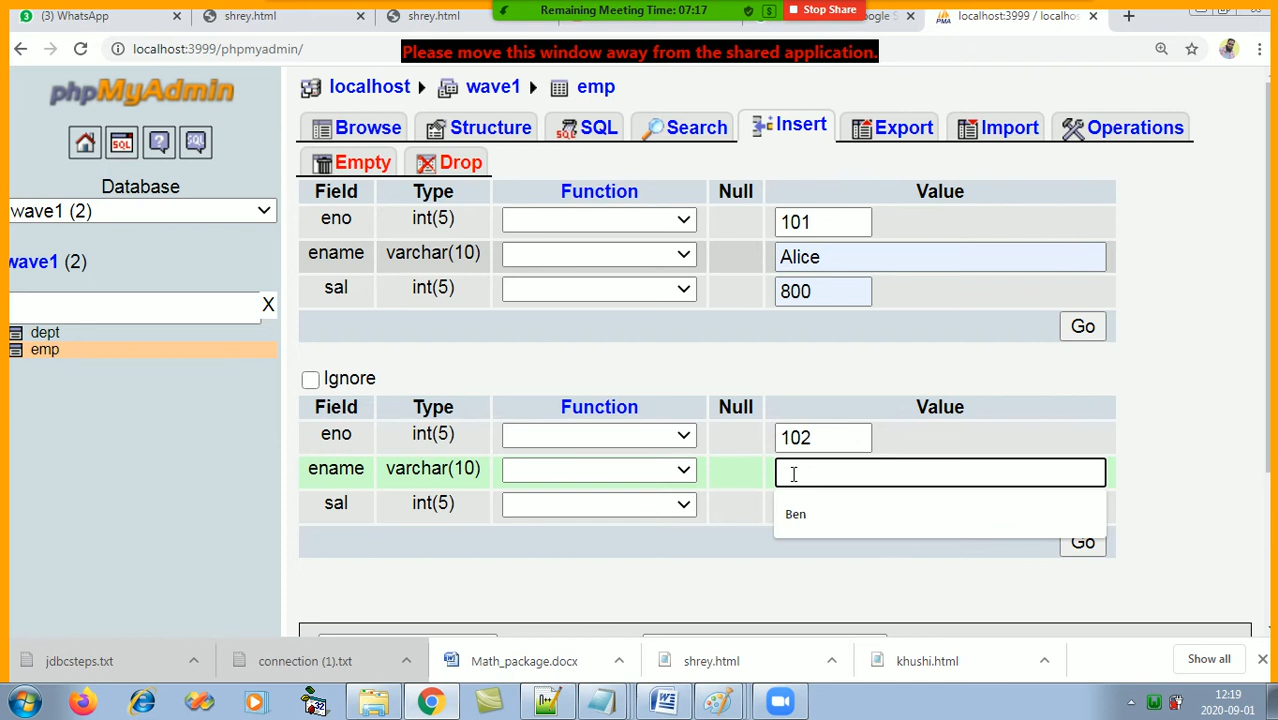 (3) WhatsApp
shrey.html
shrey.html
Remaining Meeting Time: 07:17
$
Stop Share
localhost:3999 / localhos
localhost:3999/phpmyadmin/
Please move this window away from the shared application.
phpMyAdmin
localhost
wave1
emp
Browse
Structure
SQL
Search
Insert
Export
Import
Operations
Empty
Drop
SQL
SQL
Database
wave1 (2)
wave1 (2)
X
dept
emp
Field Type Function Null Value
eno int(5) 101
ename varchar(10) Alice
sal int(5) 800
Go
Ignore
Field Type Function Null Value
eno int(5) 102
ename varchar(10)
sal int(5)
Ben
Go
jdbcsteps.txt
connection (1).txt
Math_package.docx
shrey.html
khushi.html
Show all
12:19
2020-09-01